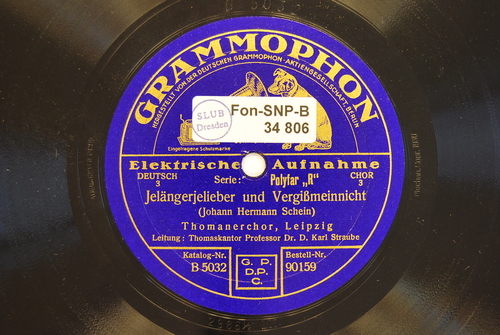 GRAMMOPHON
HERGESTELLT VON DER DEUTSCHEN GRAMMOPHON-AKTIENGESELLSCHAFT, BERLIN
SLUB
Dresden
Fon-SNP-B
34 806
Eingetragene Schutzmarke
Elektrische Aufnahme
DEUTSCH
3
Serie: Polyfar „R"
CHOR
3
Jelängerjelieber und Vergißmeinnicht
(Johann Hermann Schein)
Thomanerchor, Leipzig
Leitung: Thomaskantor Professor Dr. D. Karl Straube
Katalog-Nr.
B 5032
G. P.
D.P.
C.
Bestell-Nr.
90159